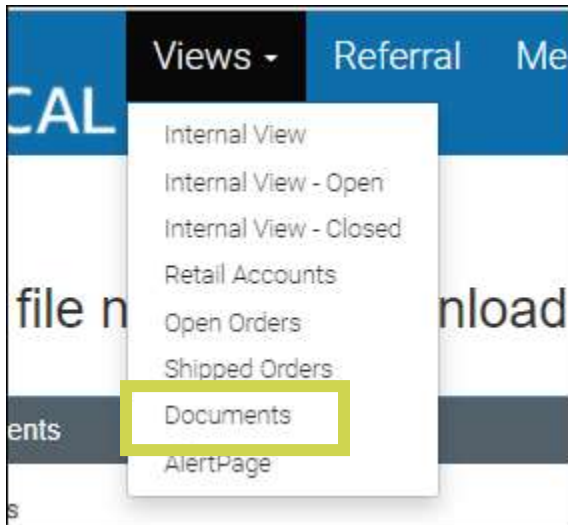 Views Referral Me
CAL
Internal View
Internal View - Open
Internal View - Closed
Retail Accounts
file n nload
Open Orders
Shipped Orders
Documents
ents
AlertPage
s